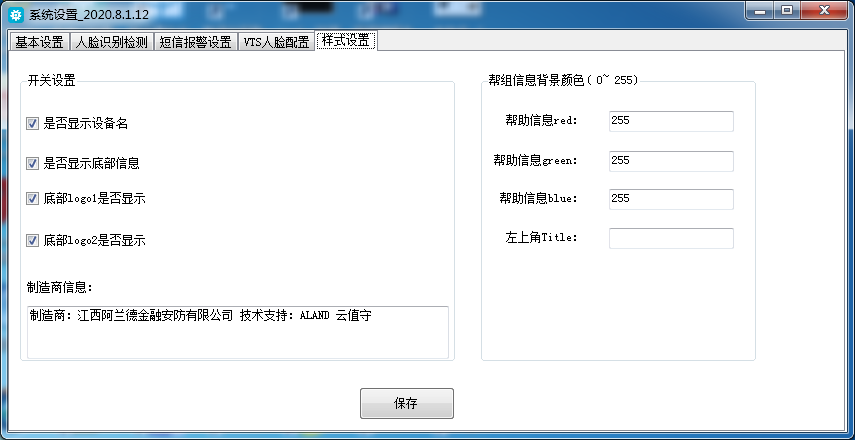 系统设置_2020.8.1.12
基本设置 人脸识别检测 短信报警设置 VTS人脸配置 样式设置
开关设置
是否显示设备名
是否显示底部信息
底部logo1是否显示
底部logo2是否显示
制造商信息：
制造商：江西阿兰德金融安防有限公司 技术支持：ALAND 云值守
帮组信息背景颜色(0~ 255)
帮助信息red： 255
帮助信息green： 255
帮助信息blue： 255
左上角Title：
保存